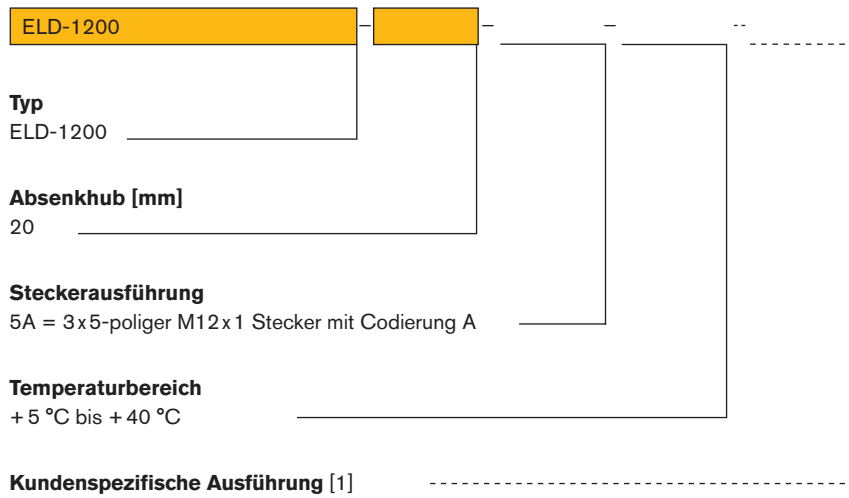 ELD-1200
Typ
ELD-1200
Absenkhub [mm]
20
Steckerausführung
5A = 3x5-poliger M12x1 Stecker mit Codierung A
Temperaturbereich
+5 °C bis +40 °C
Kundenspezifische Ausführung [1]